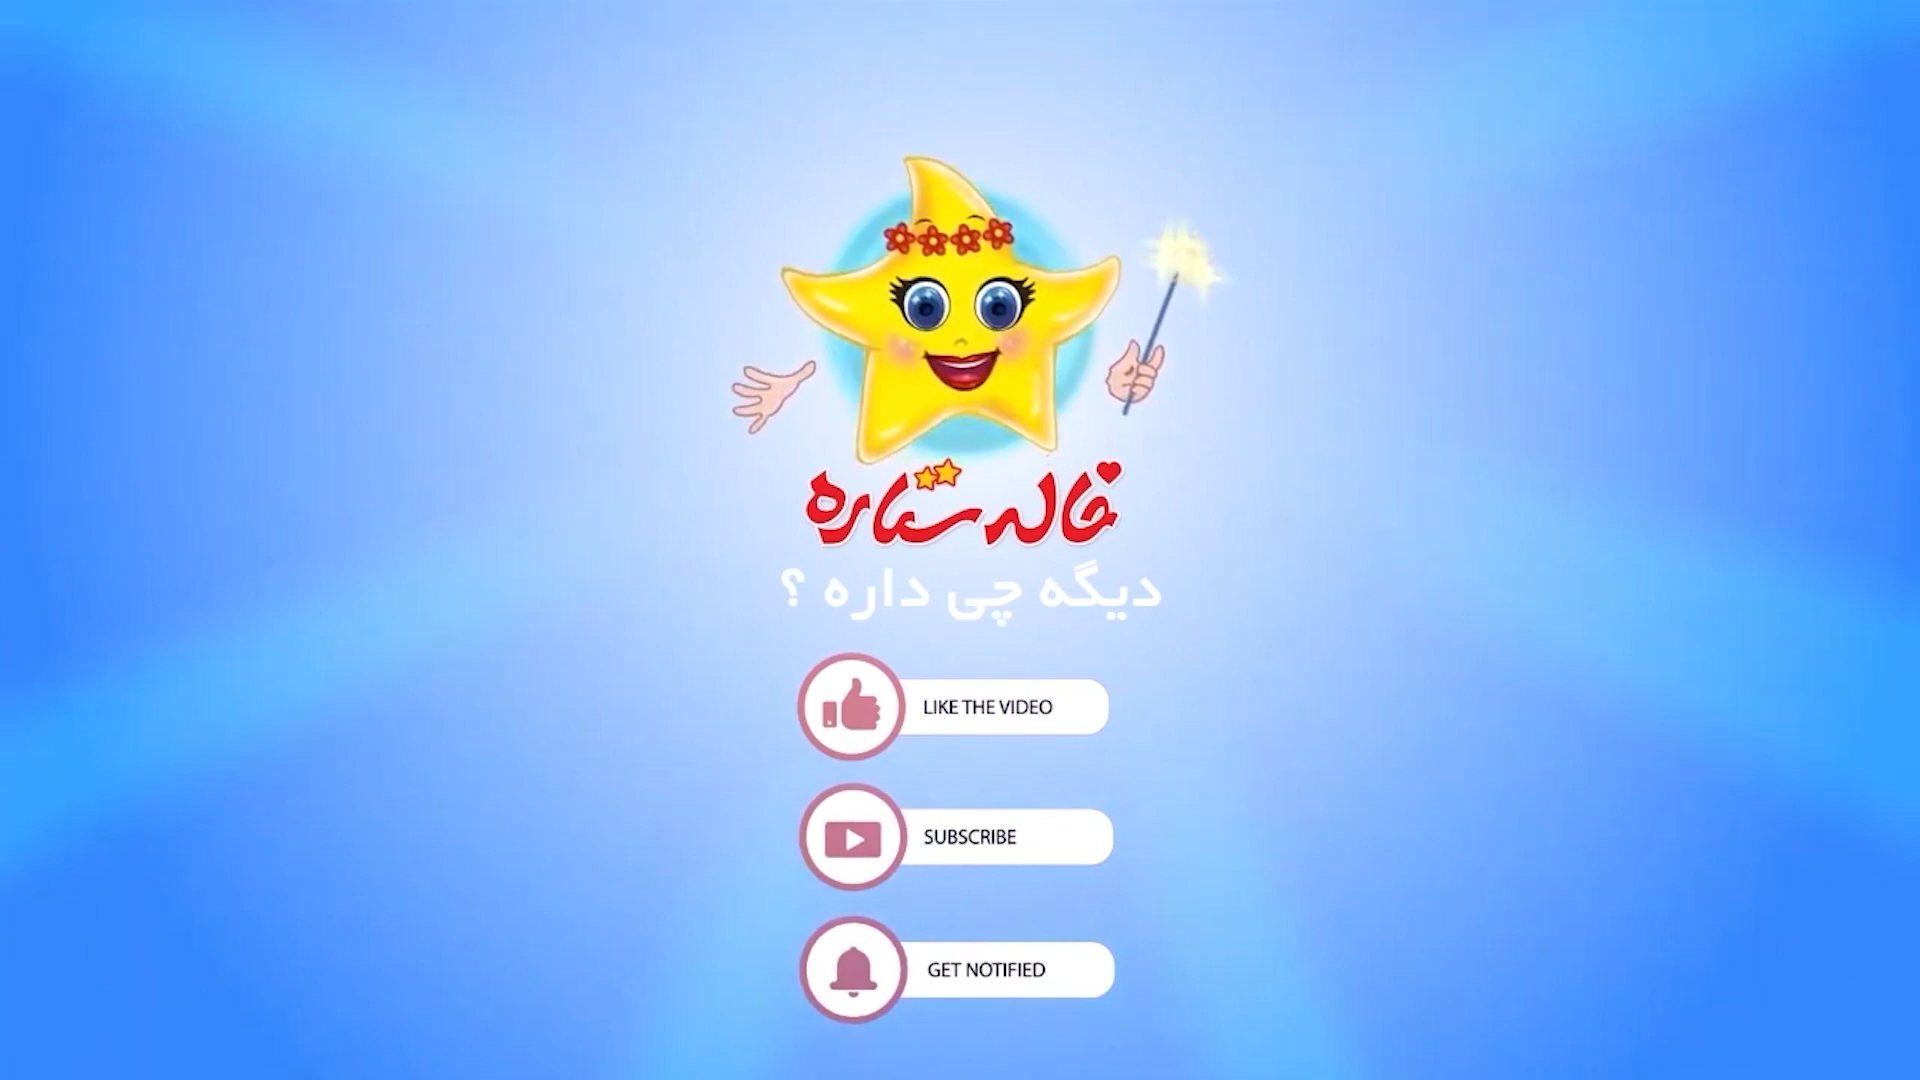 خاله ستاره
دیگه چی داره ؟
LIKE THE VIDEO
SUBSCRIBE
GET NOTIFIED